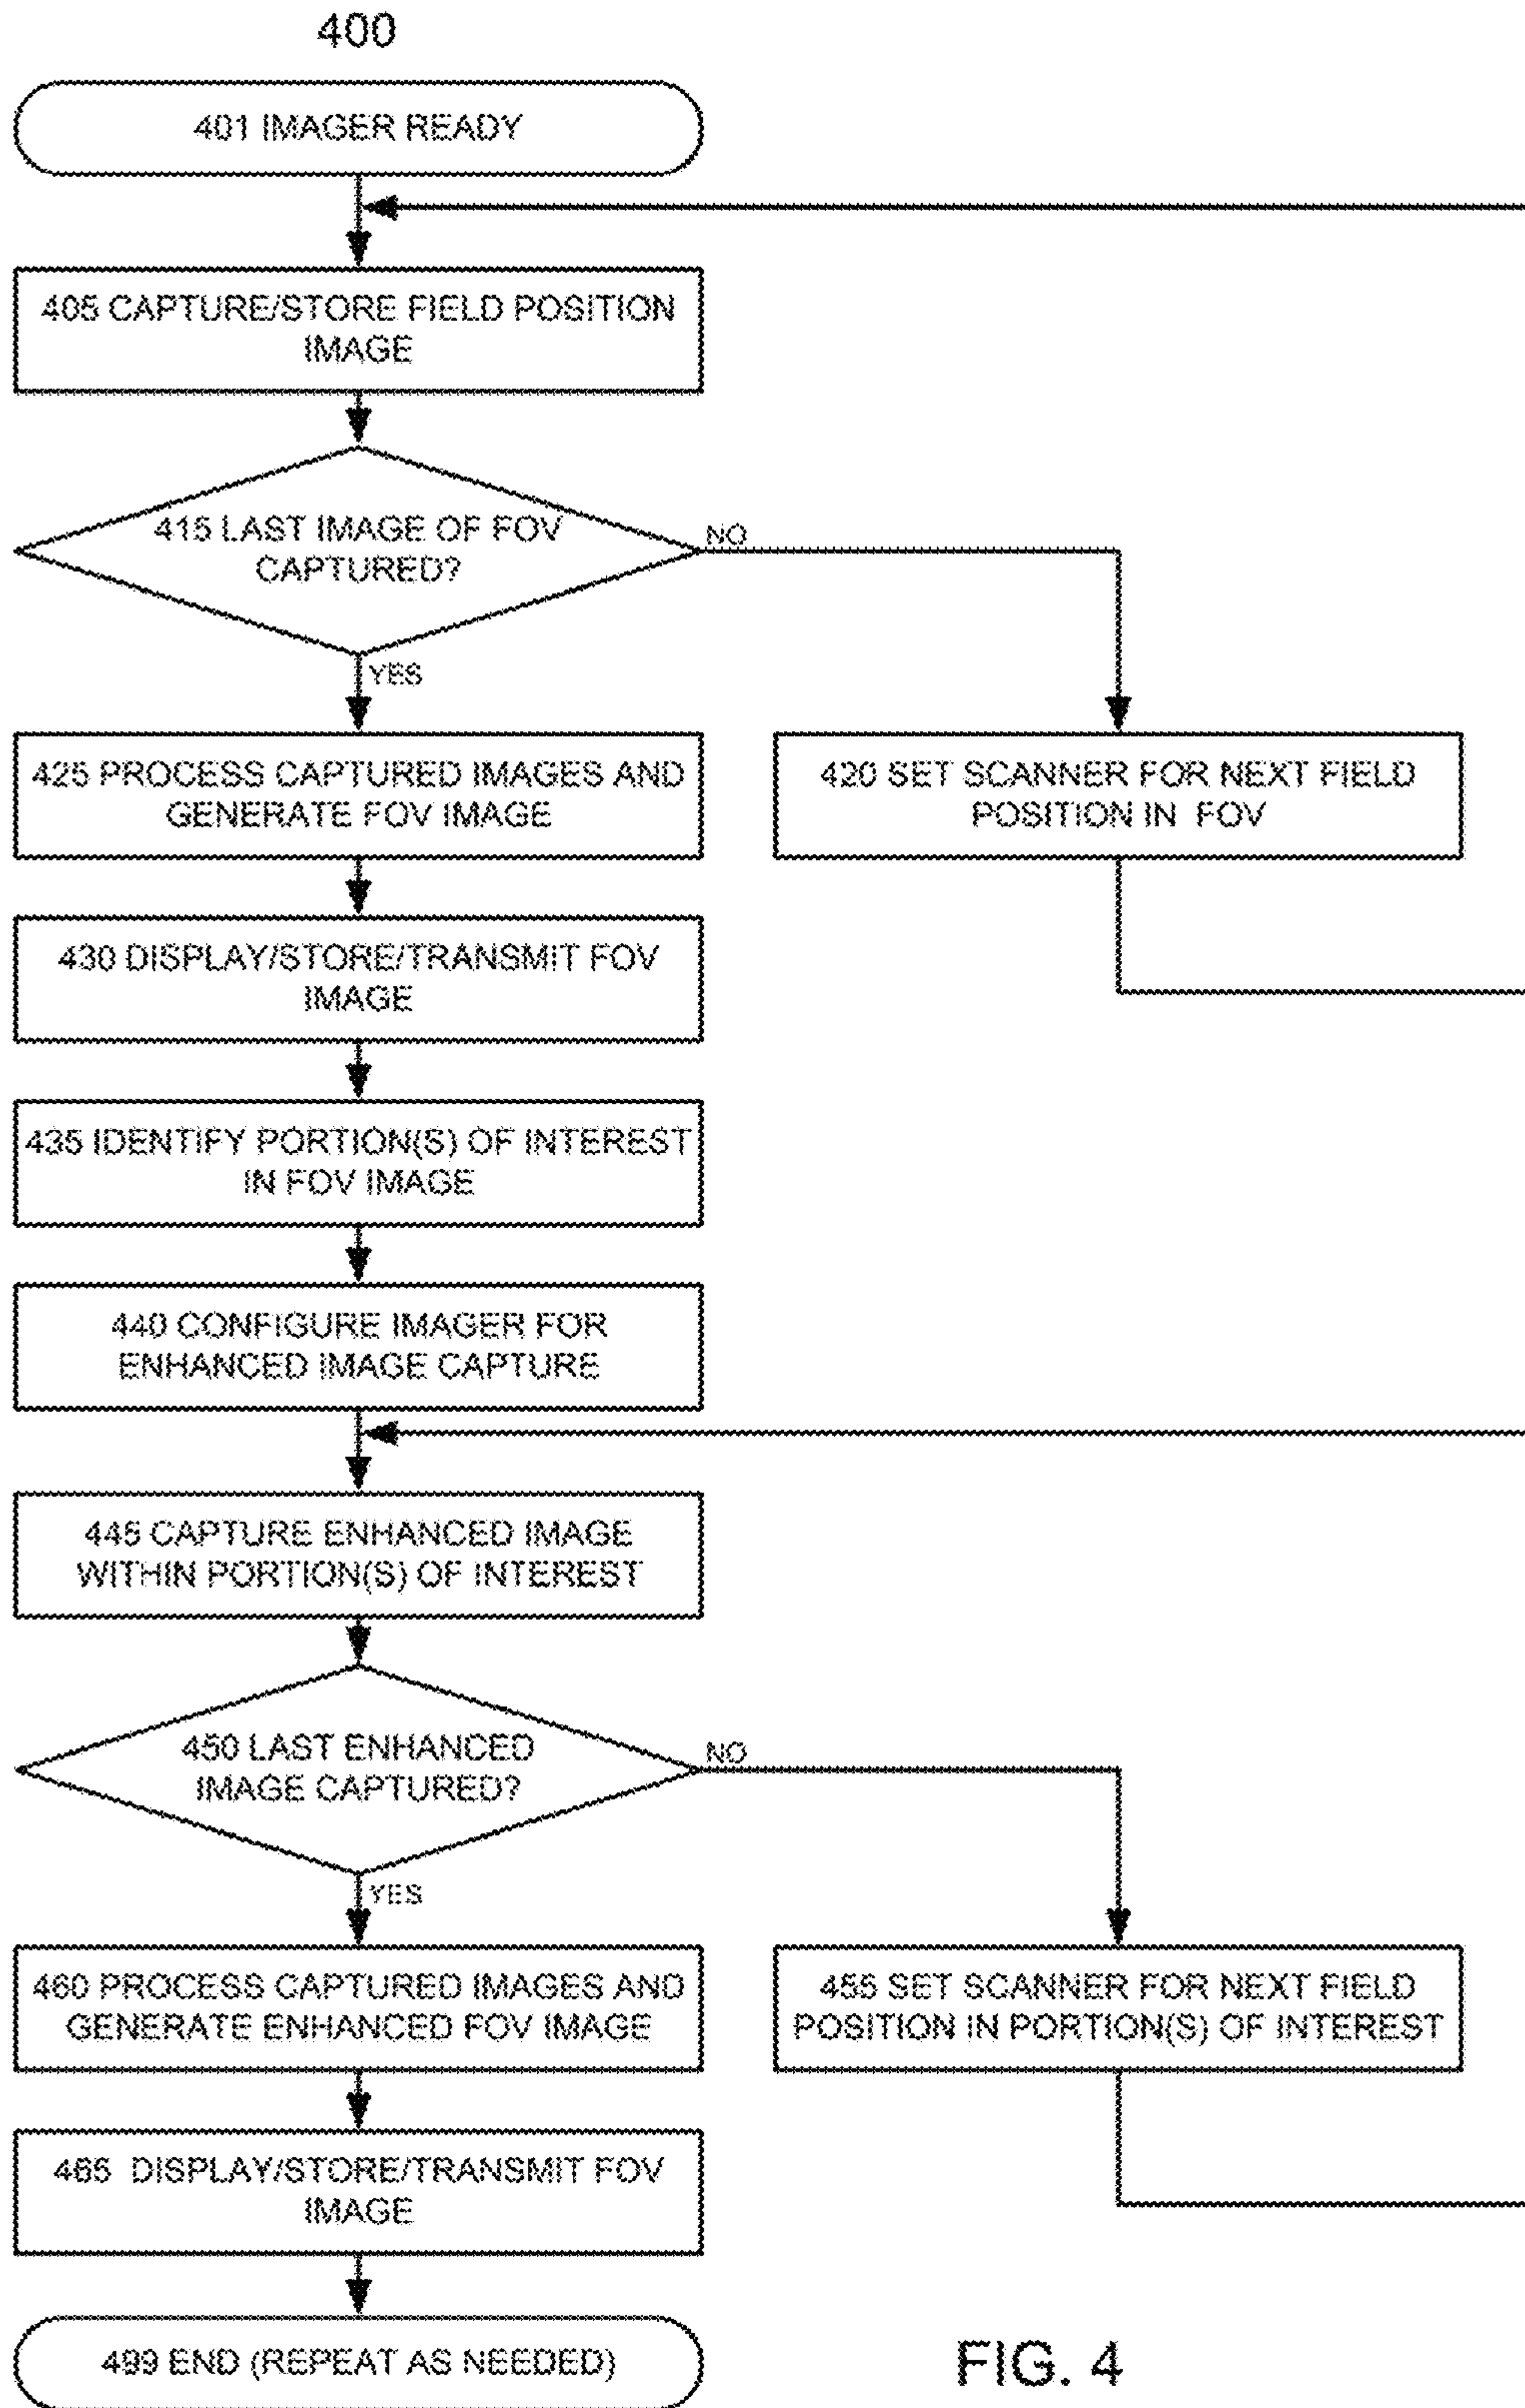 400
401 IMAGER READY
405 CAPTURE/STORE FIELD POSITION
IMAGE
415 LAST IMAGE OF FOV
CAPTURED?
NO
YES
425 PROCESS CAPTURED IMAGES AND
GENERATE FOV IMAGE
420 SET SCANNER FOR NEXT FIELD
POSITION IN FOV
430 DISPLAY/STORE/TRANSMIT FOV
IMAGE
435 IDENTIFY PORTION(S) OF INTEREST
IN FOV IMAGE
440 CONFIGURE IMAGER FOR
ENHANCED IMAGE CAPTURE
445 CAPTURE ENHANCED IMAGE
WITHIN PORTION(S) OF INTEREST
450 LAST ENHANCED
IMAGE CAPTURED?
NO
YES
460 PROCESS CAPTURED IMAGES AND
GENERATE ENHANCED FOV IMAGE
455 SET SCANNER FOR NEXT FIELD
POSITION IN PORTION(S) OF INTEREST
465 DISPLAY/STORE/TRANSMIT FOV
IMAGE
499 END (REPEAT AS NEEDED)
FIG. 4